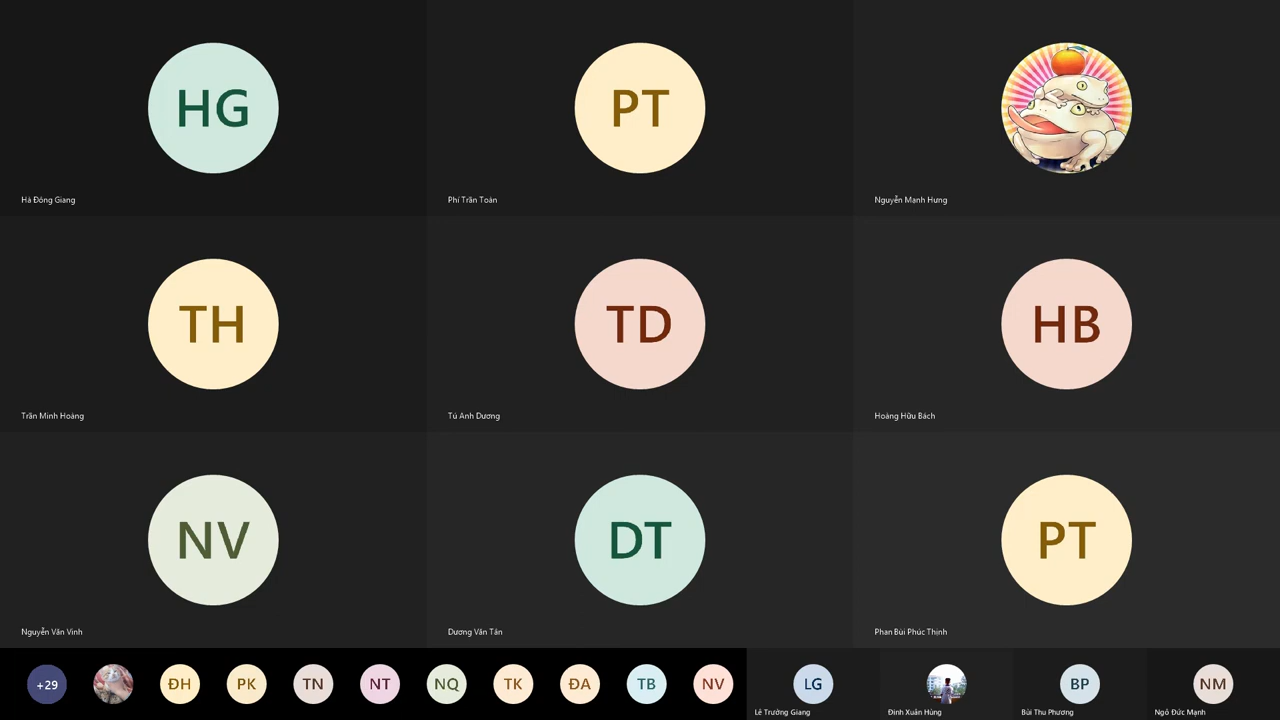 HG
PT
Hà Đông Giang
Phí Trần Toàn
Nguyễn Mạnh Hưng
TH
TD
HB
Trần Minh Hoàng
Tú Anh Dương
Hoàng Hữu Bách
NV
DT
PT
Nguyễn Văn Vinh
Dương Văn Tấn
Phan Bùi Phúc Thịnh
+29
ĐH
PK
TN
NT
NQ
TK
ĐA
TB
NV
LG
BP
NM
Lê Trường Giang
Đinh Xuân Hùng
Bùi Thu Phương
Ngô Đức Mạnh